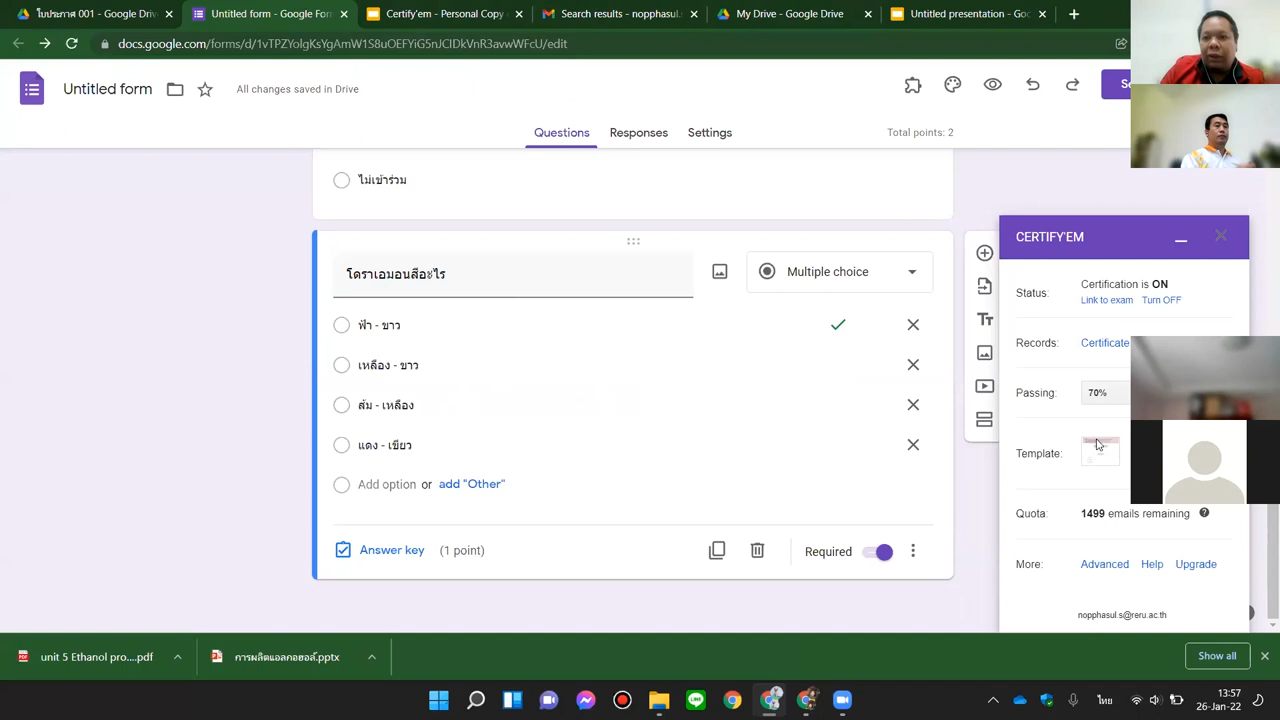 ใบประกาศ 001 - Google Driv
Untitled form - Google Form
Certify'em - Personal Copy
Search results - nopphasul.s
My Drive - Google Drive
Untitled presentation - Goo
docs.google.com/forms/d/1vTPZYolgKsYgAmW1S8uOEFYiG5nJCIDkVnR3avwWFcU/edit
Untitled form
All changes saved in Drive
Questions
Responses
Settings
Total points: 2
ไม่เข้าร่วม
โดราเอมอนสีอะไร
Multiple choice
ฟ้า - ขาว
เหลือง - ขาว
ส้ม - เหลือง
แดง - เขียว
Add option or add "Other"
Answer key (1 point)
Required
CERTIFY'EM
Status:
Certification is ON
Link to exam Turn OFF
Records:
Certificate
Passing:
70%
Template:
Quota:
1499 emails remaining
More:
Advanced Help Upgrade
nopphasul.s@reru.ac.th
unit 5 Ethanol pro....pdf
การผลิตแอลกอฮอล์.pptx
Show all
ไทย
13:57
26-Jan-22